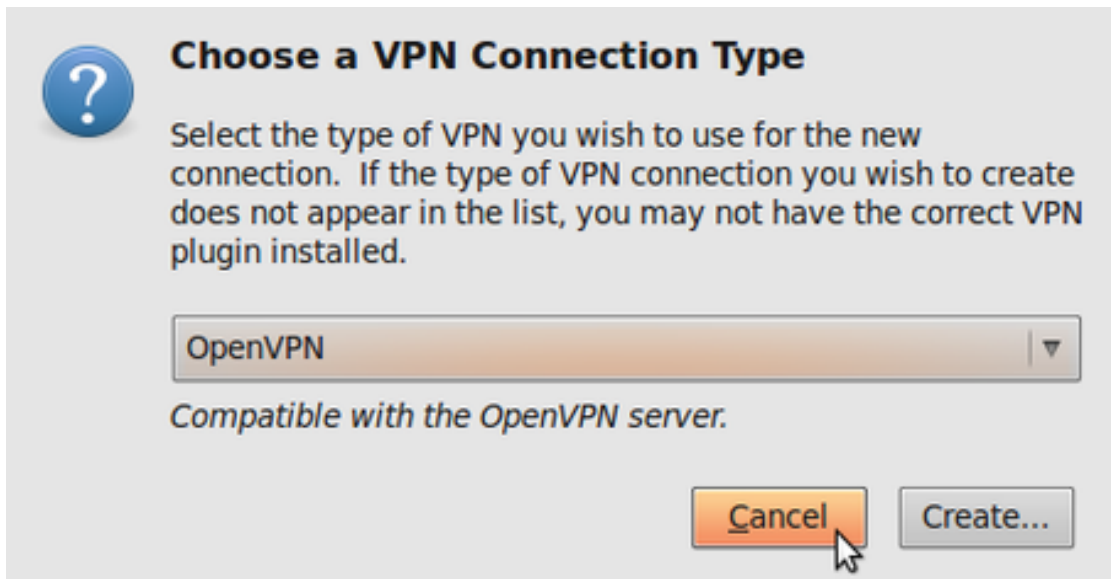 Choose a VPN Connection Type
Select the type of VPN you wish to use for the new
connection.  If the type of VPN connection you wish to create
does not appear in the list, you may not have the correct VPN
plugin installed.
OpenVPN
Compatible with the OpenVPN server.
Cancel
Create...